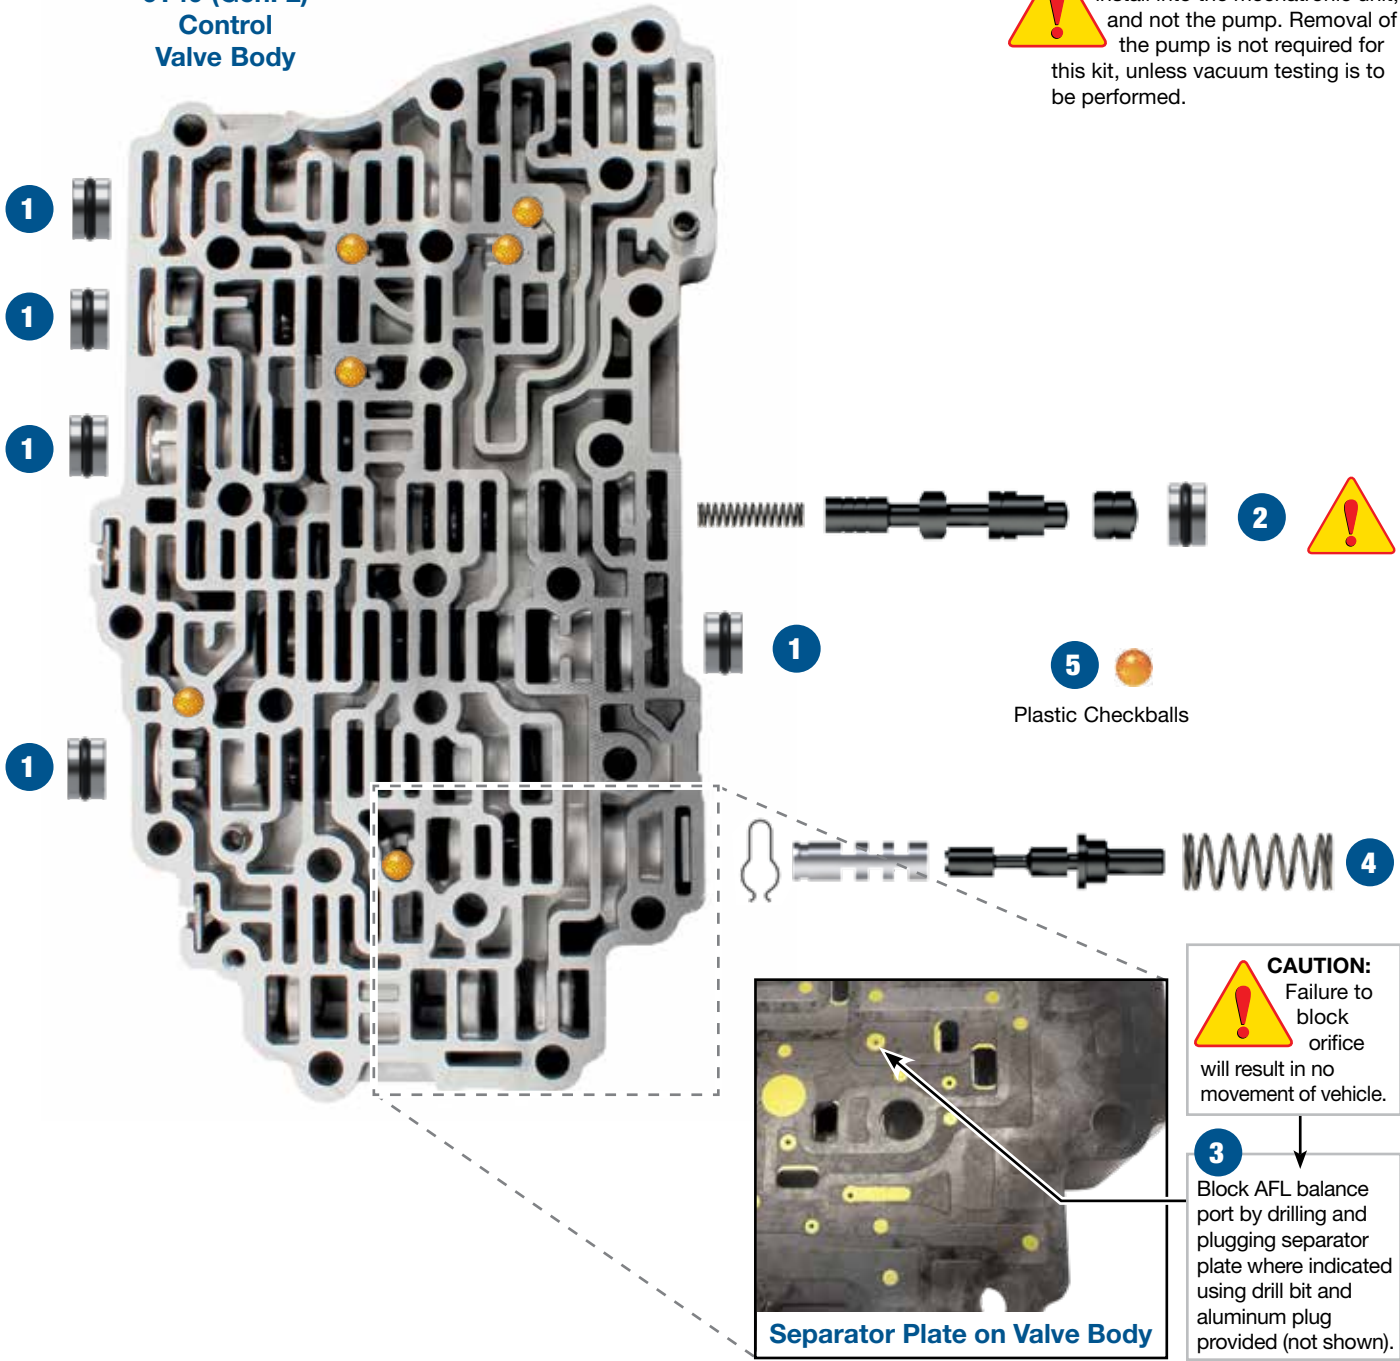 Control
Valve Body
and not the pump. Removal of
the pump is not required for
this kit, unless vacuum testing is to
be performed.
1
1
1
2
1
5
Plastic Checkballs
1
4
CAUTION:
Failure to
block
orifice
will result in no
movement of vehicle.
3
Block AFL balance
port by drilling and
plugging separator
plate where indicated
using drill bit and
aluminum plug
provided (not shown).
Separator Plate on Valve Body